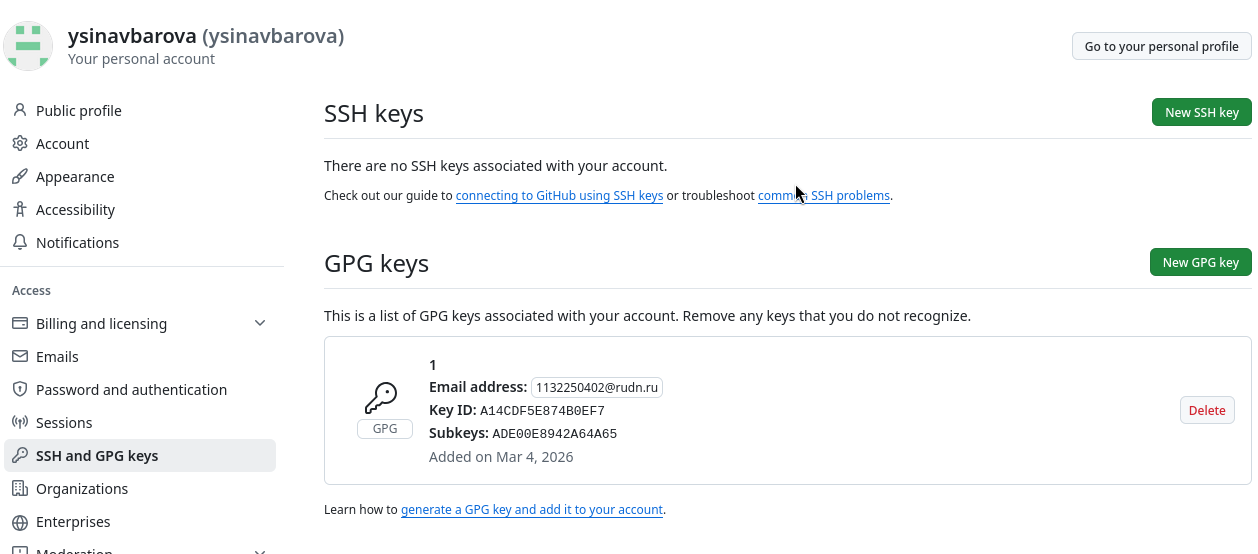 ysinavbarova (ysinavbarova)
Your personal account
Go to your personal profile
Public profile
Account
Appearance
Accessibility
Notifications
Access
Billing and licensing
Emails
Password and authentication
Sessions
SSH and GPG keys
Organizations
Enterprises
Moderation
SSH keys
New SSH key
There are no SSH keys associated with your account.
Check out our guide to connecting to GitHub using SSH keys or troubleshoot common SSH problems.
GPG keys
New GPG key
This is a list of GPG keys associated with your account. Remove any keys that you do not recognize.
GPG
1
Email address: 1132250402@rudn.ru
Key ID: A14CDF5E874B0EF7
Subkeys: ADE00E8942A64A65
Added on Mar 4, 2026
Delete
Learn how to generate a GPG key and add it to your account.